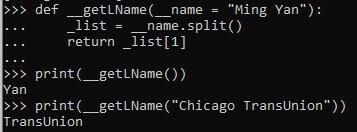 >>> def __getLName(__name = "Ming Yan"):
...     _list = __name.split()
...     return _list[1]
...
>>> print(__getLName())
Yan
>>> print(__getLName("Chicago TransUnion"))
TransUnion